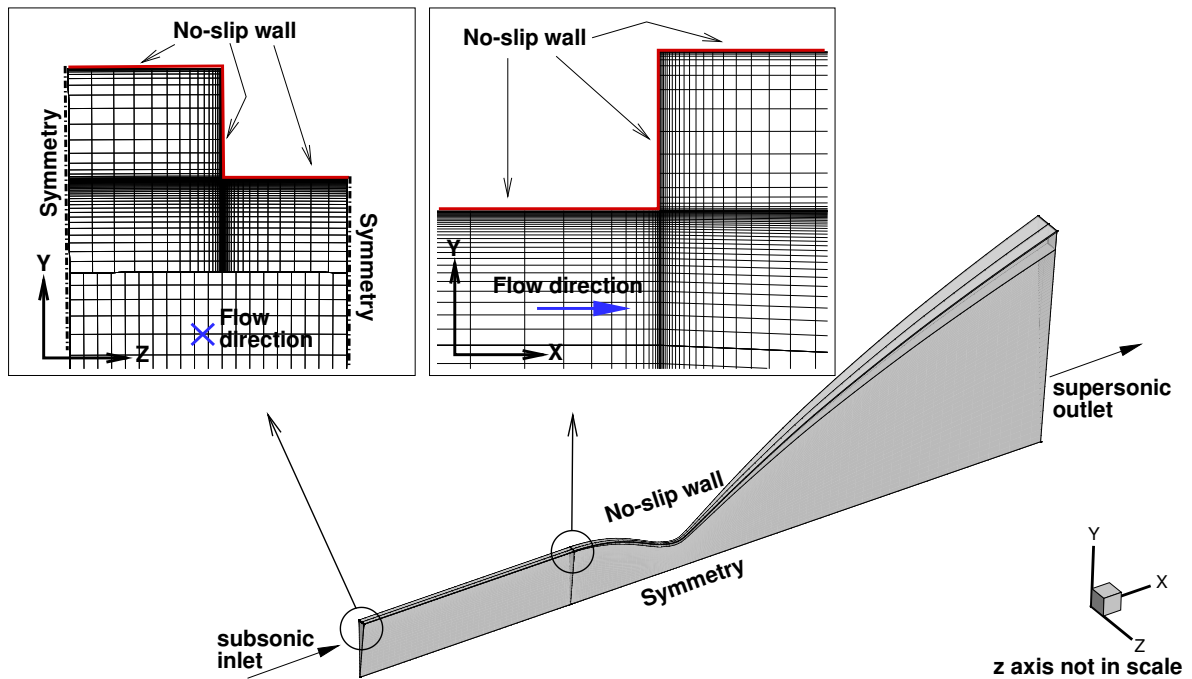 No-slip wall
Symmetry
Symmetry
Y
Z
Flow
direction
No-slip wall
Y
Flow direction
X
supersonic
outlet
No-slip wall
Symmetry
subsonic
inlet
Y
X
Z
z axis not in scale